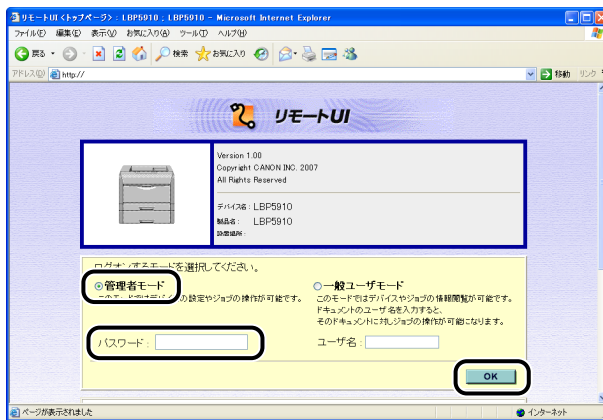 リモートUI <トップページ> : LBP5910 ; LBP5910 - Microsoft Internet Explorer
ファイル(F) 編集(E) 表示(V) お気に入り(A) ツール(T) ヘルプ(H)
戻る 検索 お気に入り
アドレス(D) http:// 移動 リンク
リモートUI
Version 1.00
Copyright CANON INC. 2007
All Rights Reserved
デバイス名 : LBP5910
製品名 : LBP5910
設置場所 :
ログオンするモードを選択してください。
管理者モード
このモードではデバイスの設定やジョブの操作が可能です。
パスワード :
一般ユーザモード
このモードではデバイスやジョブの情報閲覧が可能です。
ドキュメントのユーザ名を入力すると、
そのドキュメントに対しジョブの操作が可能になります。
ユーザ名 :
OK
ページが表示されました インターネット